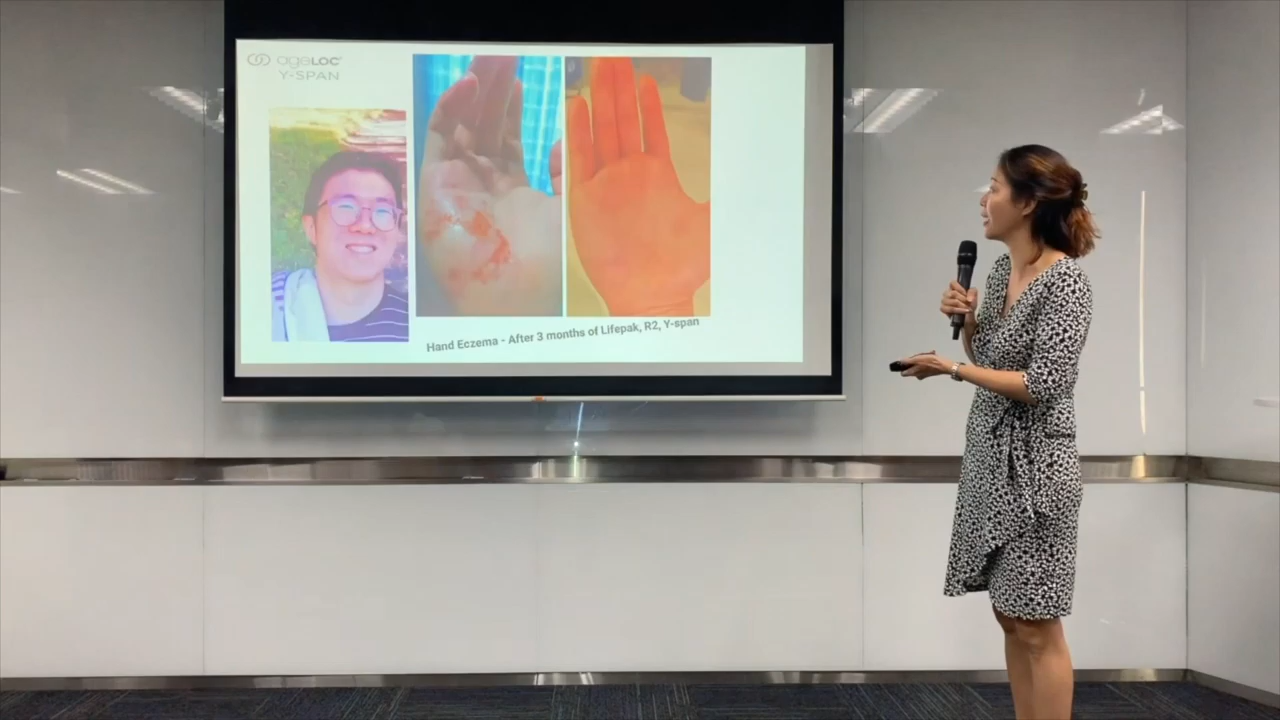 ageLOC
Y-SPAN
Hand Eczema - After 3 months of Lifepak, R2, Y-span